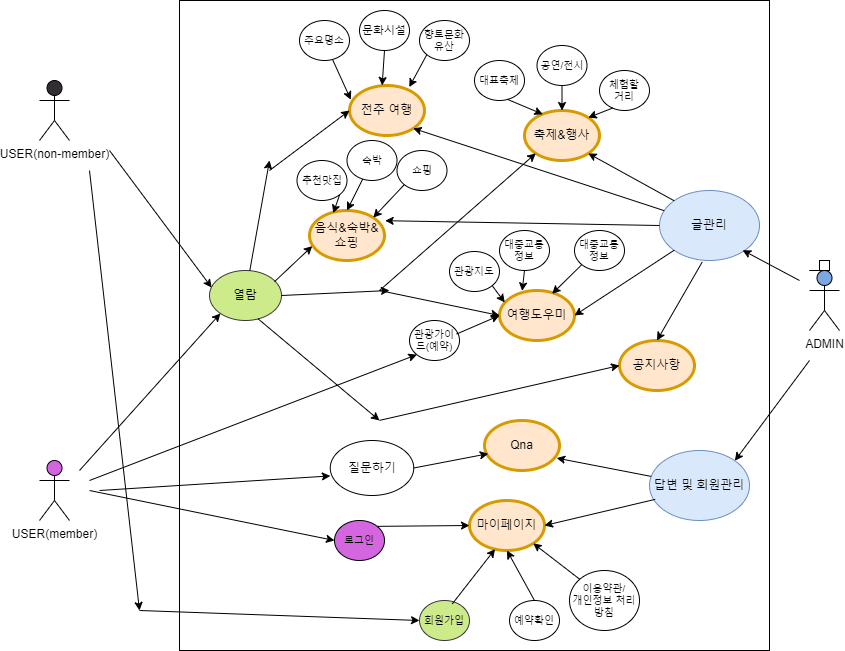 주요명소
문화시설
향토문화
유산
전주 여행
대표축제
공연/전시
체험할
거리
축제&행사
USER(non-member)
추천맛집
숙박
쇼핑
음식&숙박&
쇼핑
글관리
열람
관광지도
대중교통
정보
대중교통
정보
여행도우미
관광가이
드(예약)
ADMIN
공지사항
Qna
질문하기
답변 및 회원관리
USER(member)
로그인
마이페이지
회원가입
예약확인
이용약관/
개인정보 처리
방침